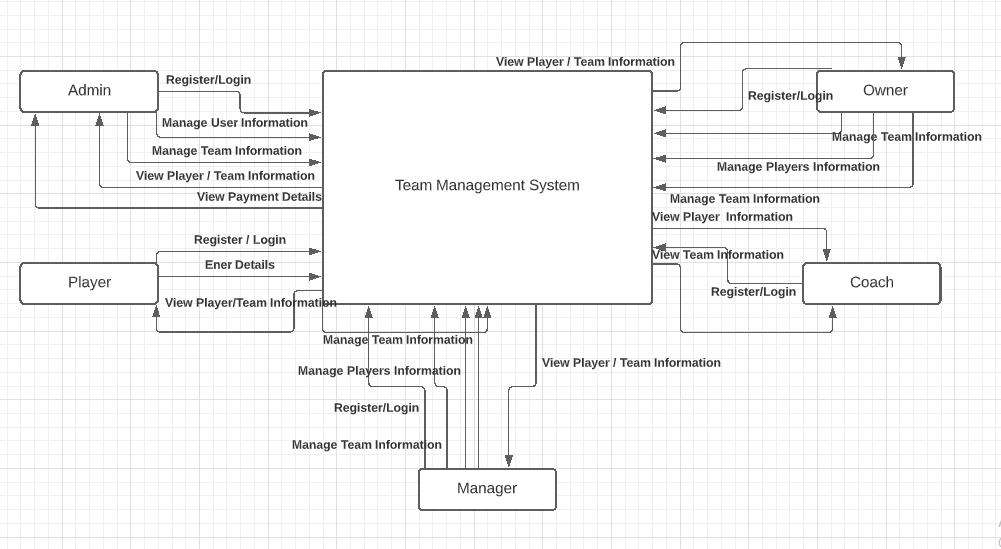 View Player / Team Information
Register/Login
Admin
Owner
Register/Login
Manage User Information
Manage Team Information
Manage Team Information
Manage Players Information
View Player / Team Information
Team Management System
View Payment Details
Manage Team Information
View Player  Information
Register / Login
View Team Information
Ener Details
Player
Coach
Register/Login
View Player/Team Information
Manage Team Information
View Player / Team Information
Manage Players Information
Register/Login
Manage Team Information
Manager